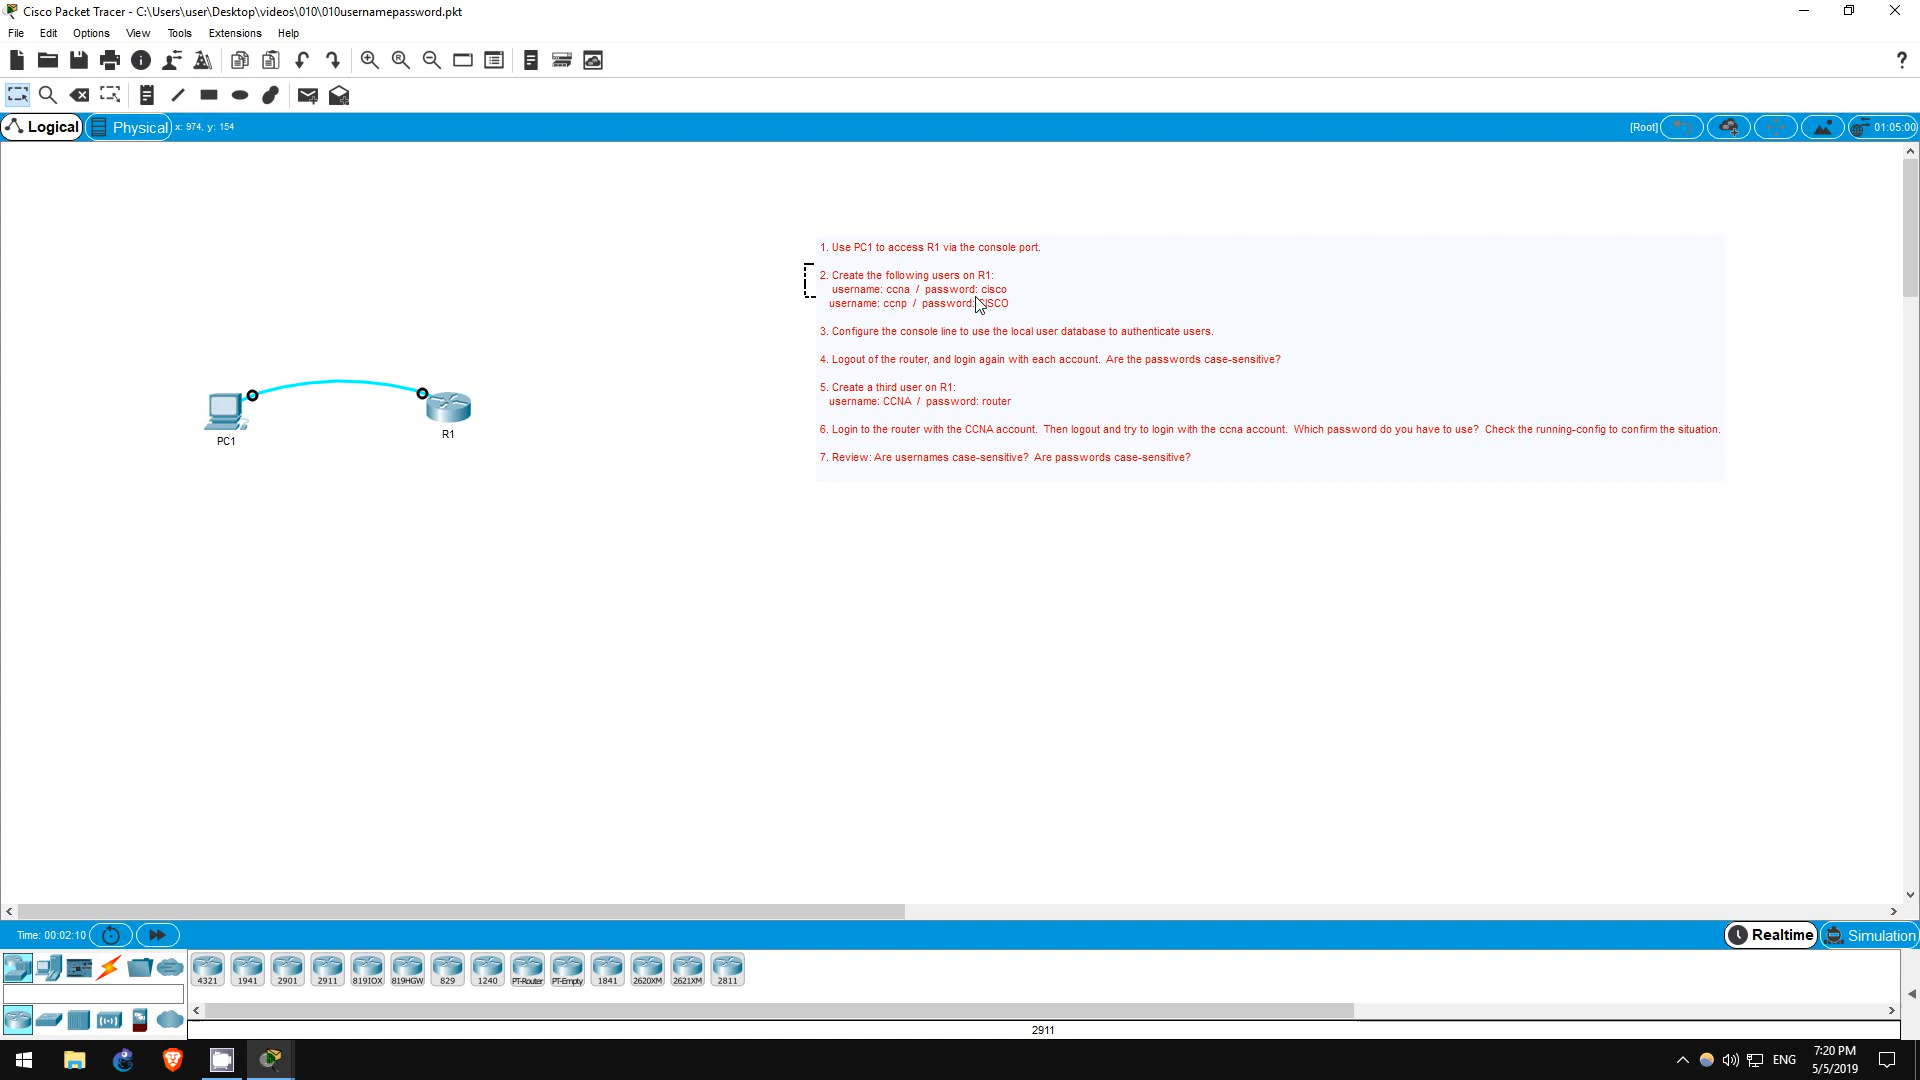 Cisco Packet Tracer - C:\Users\user\Desktop\videos\010\010usernamepassword.pkt
File Edit Options View Tools Extensions Help
?
Logical Physical x: 974, y: 154 [Root] 01:05:00
1. Use PC1 to access R1 via the console port.
2. Create the following users on R1:
username: ccna / password: cisco
username: ccnp / password: CISCO
3. Configure the console line to use the local user database to authenticate users.
4. Logout of the router, and login again with each account. Are the passwords case-sensitive?
5. Create a third user on R1:
username: CCNA / password: router
6. Login to the router with the CCNA account. Then logout and try to login with the ccna account. Which password do you have to use? Check the running-config to confirm the situation.
7. Review: Are usernames case-sensitive? Are passwords case-sensitive?
PC1
R1
Time: 00:02:10 Realtime Simulation
4321 1941 2901 2911 819IOX 819HGW 829 1240 PT-Router PT-Empty 1841 2620XM 2621XM 2811
2911
ENG
7:20 PM
5/5/2019